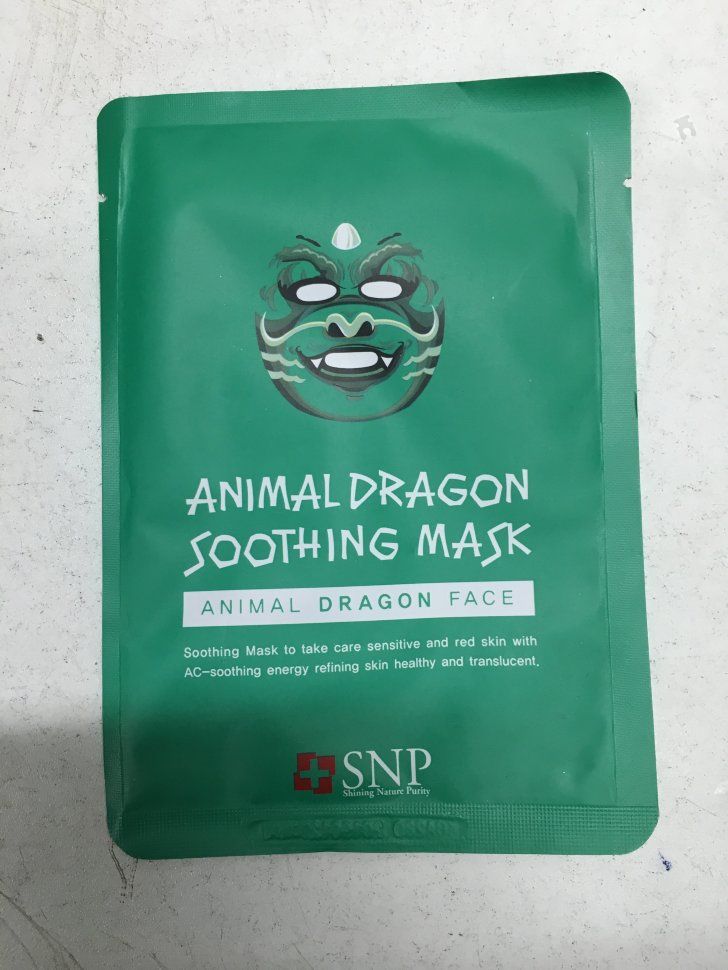 ANIMAL DRAGON
SOOTHING MASK
ANIMAL DRAGON FACE
Soothing Mask to take care sensitive and red skin with
AC-soothing energy refining skin healthy and translucent.
SNP
Shining Nature Purity